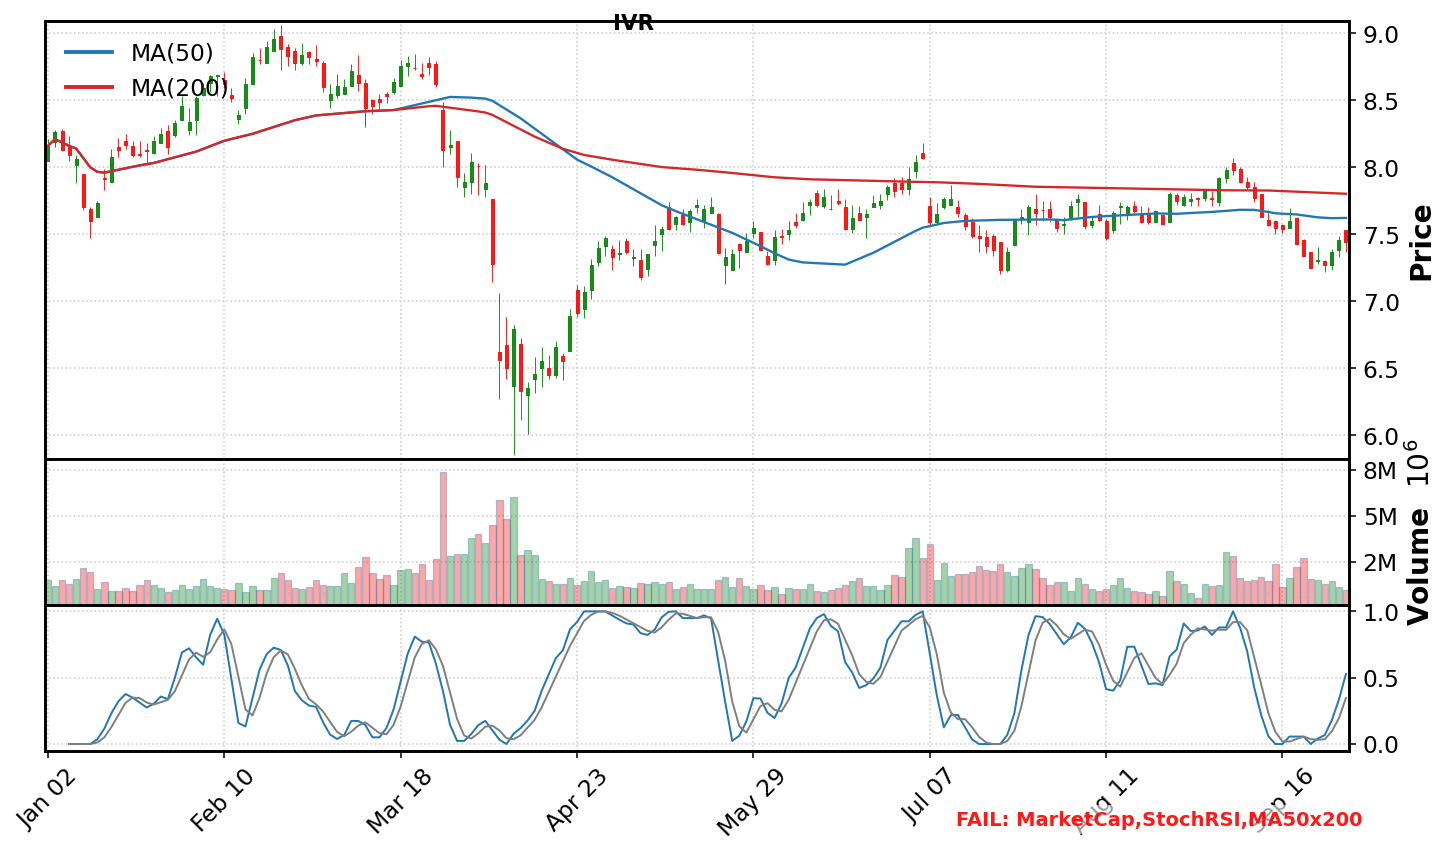 IVR
MA(50)
MA(200)
9.0
8.5
8.0
7.5
7.0
6.5
6.0
Price
8M
5M
2M
Volume 10⁶
1.0
0.5
0.0
Jan 02
Feb 10
Mar 18
Apr 23
May 29
Jul 07
Aug 11
Sep 16
FAIL: MarketCap,StochRSI,MA50x200